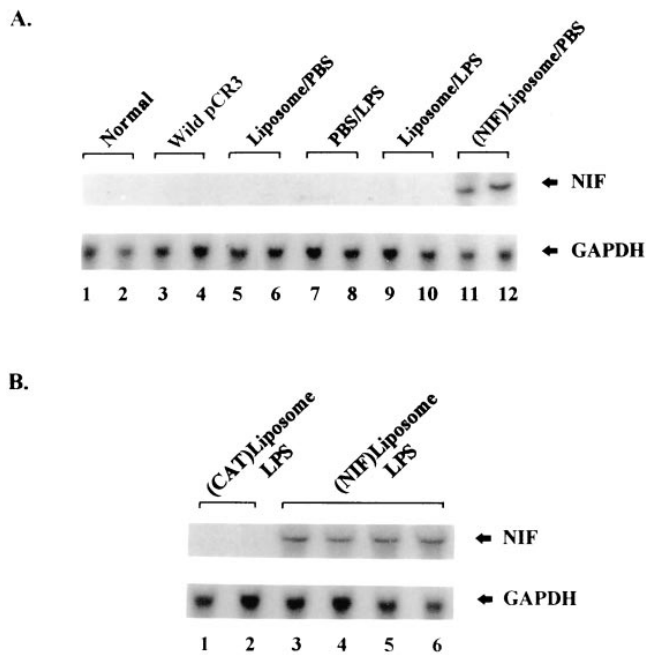 A.
Normal
Wild pCR3
Liposome/PBS
PBS/LPS
Liposome/LPS
(NIF)Liposome/PBS
NIF
GAPDH
1 2 3 4 5 6 7 8 9 10 11 12
B.
(CAT)Liposome
LPS
(NIF)Liposome
LPS
NIF
GAPDH
1 2 3 4 5 6